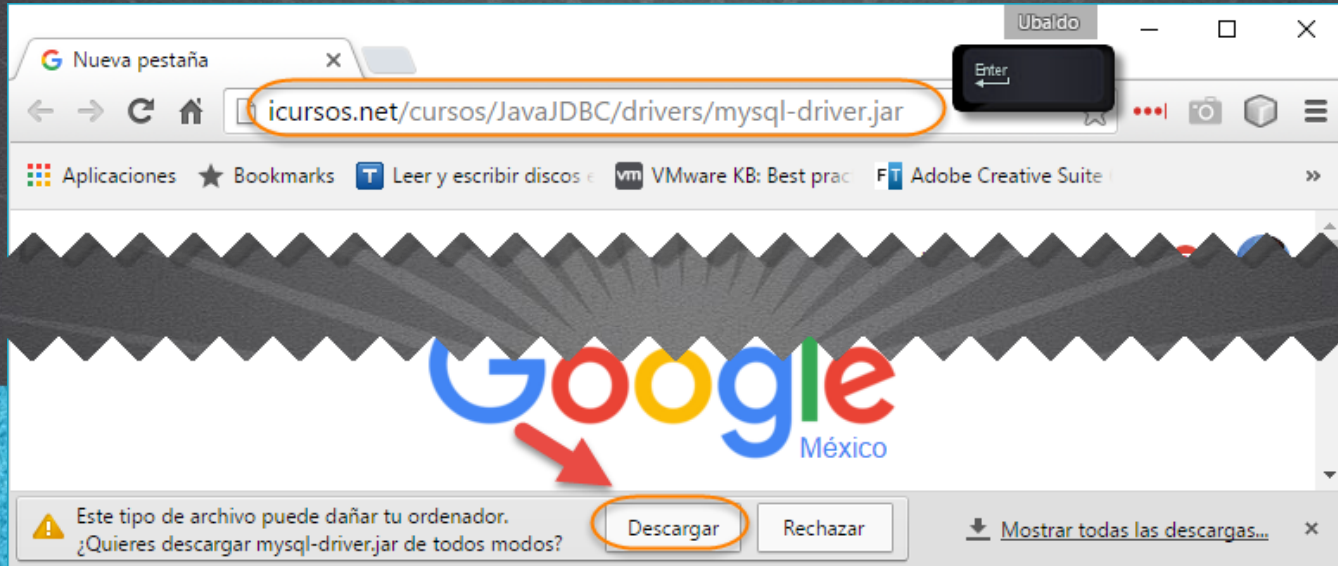 Ubaldo
Nueva pestaña
Enter
icursos.net/cursos/JavaJDBC/drivers/mysql-driver.jar
Aplicaciones
Bookmarks
T Leer y escribir discos
vm VMware KB: Best prac
FT Adobe Creative Suite
»
Google
México
Este tipo de archivo puede dañar tu ordenador.
¿Quieres descargar mysql-driver.jar de todos modos?
Descargar
Rechazar
Mostrar todas las descargas...